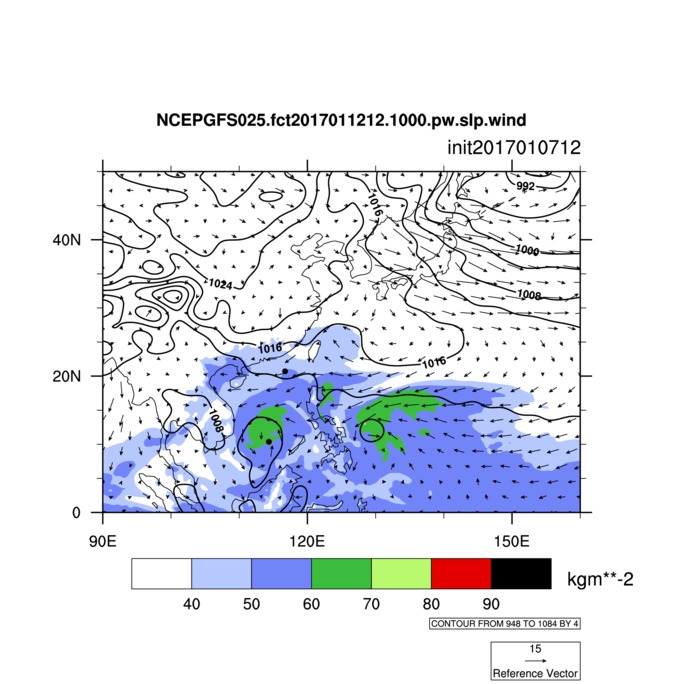 NCEPGFS025.fct2017011212.1000.pw.slp.wind
init2017010712
992
1016
40N
1000
1024
1008
1016
1016
20N
1008
0
90E 120E 150E
kgm**-2
40 50 60 70 80 90
CONTOUR FROM 948 TO 1084 BY 4
15
Reference Vector